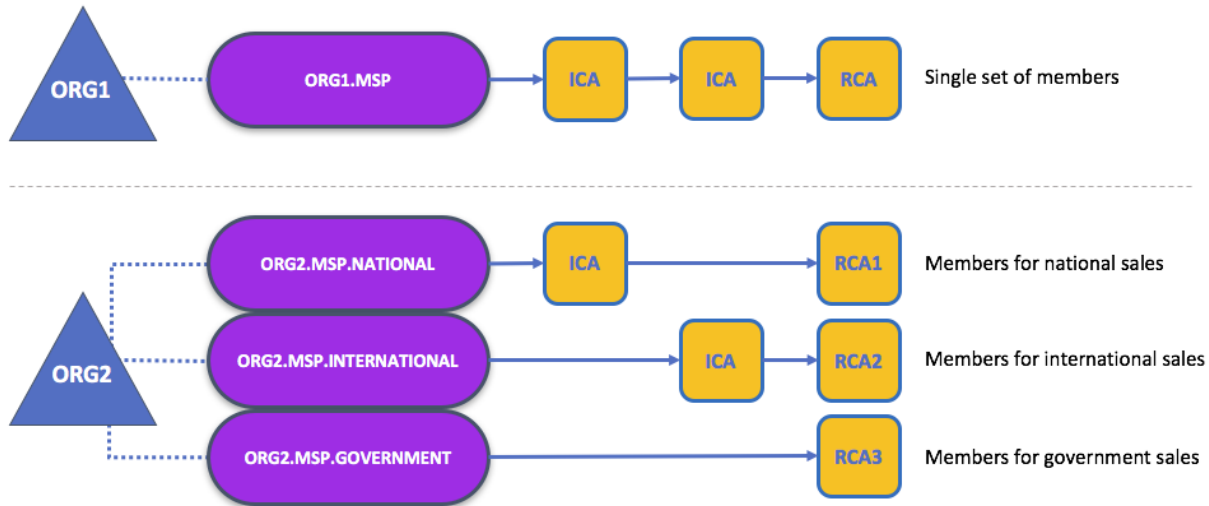 ORG1
ORG1.MSP
ICA
ICA
RCA
Single set of members
ORG2.MSP.NATIONAL
ICA
RCA1
Members for national sales
ORG2
ORG2.MSP.INTERNATIONAL
ICA
RCA2
Members for international sales
ORG2.MSP.GOVERNMENT
RCA3
Members for government sales